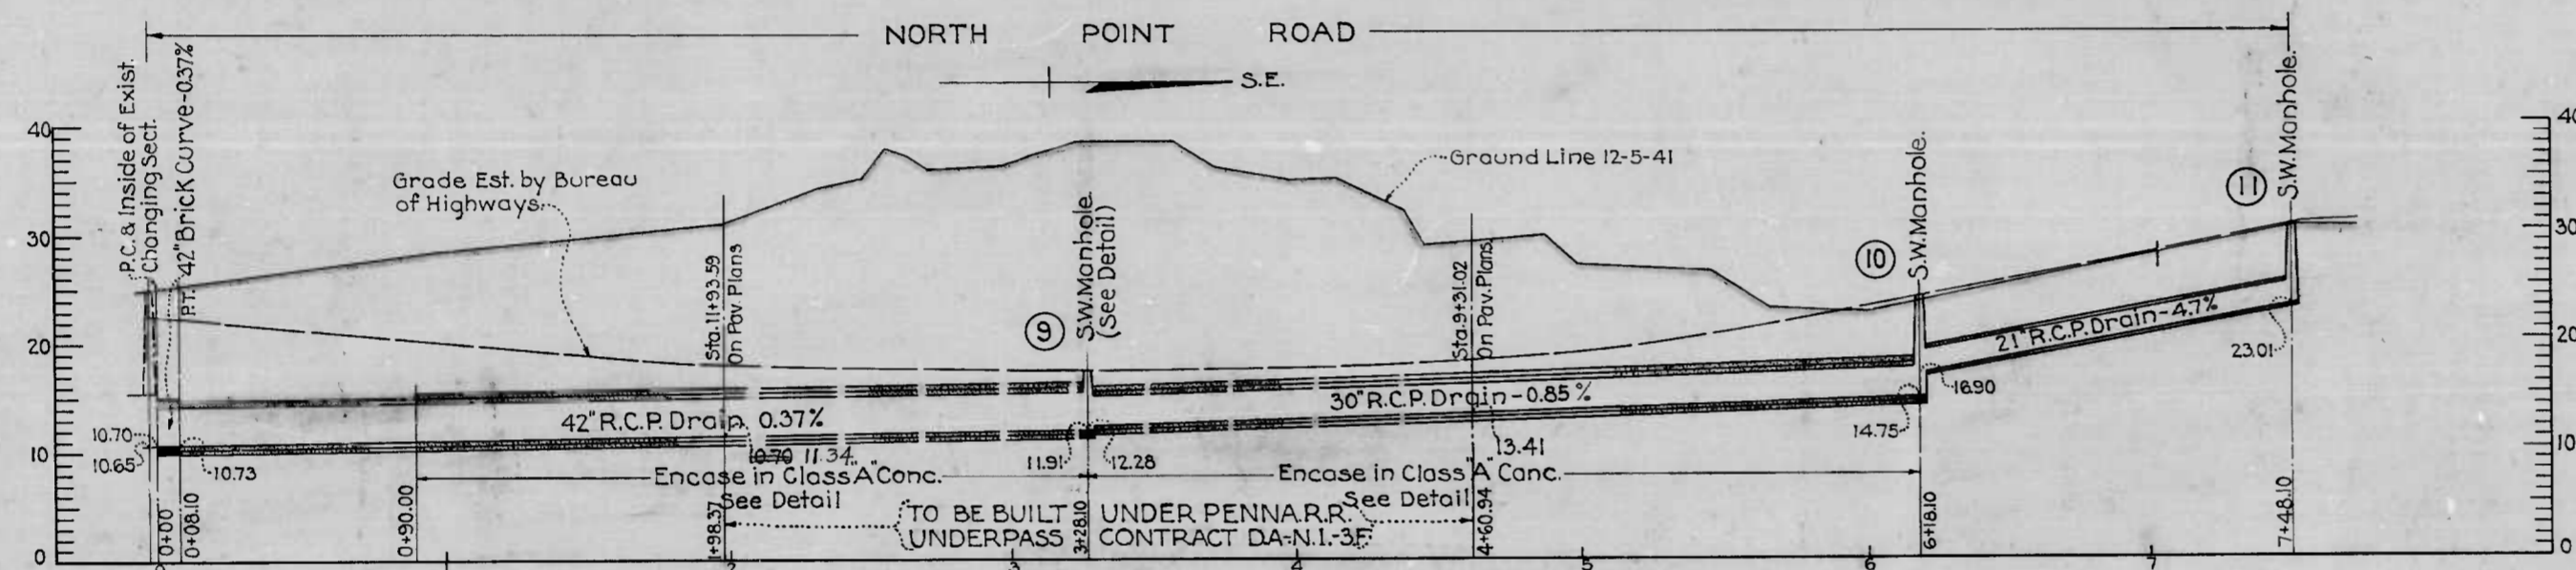 NORTH POINT ROAD
S.E.
P.C. & Inside of Exist.
Changing Sect.
P.T. 42" Brick Curve-0.37%
40
30
20
10
0
Grade Est. by Bureau
of Highways.
Sta. 11+93.59
On Pav. Plans
9
S.W. Manhole.
(See Detail)
Ground Line 12-5-41
Sta. 9+31.02
On Pav. Plans.
10
S.W. Manhole.
11
S.W. Manhole.
40
30
20
10
0
42" R.C.P. Drain. 0.37%
30" R.C.P. Drain-0.85%
21" R.C.P. Drain-4.7%
10.70
10.65
10.73
10.70 11.34
11.91
12.28
13.41
14.75
16.90
23.01
Encase in Class "A" Conc.
See Detail
Encase in Class "A" Conc.
See Detail
TO BE BUILT UNDER PENNA. R.R.
UNDERPASS CONTRACT DA-N.I.-3F
0+00
0+08.10
0+90.00
1+98.37
3+28.10
4+60.94
6+18.10
7+48.10
2
3
4
5
6
7